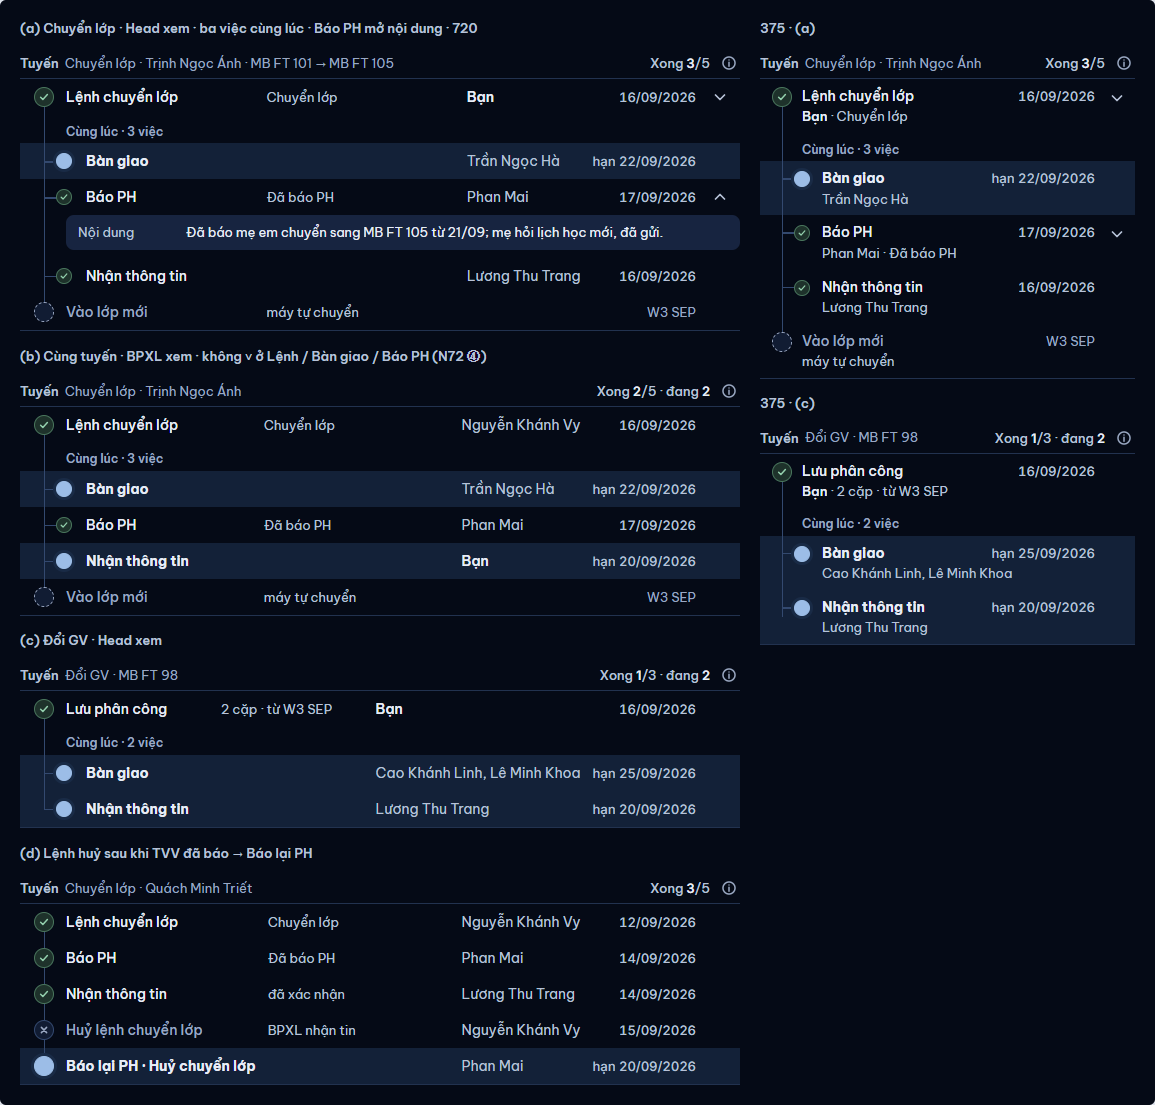 (a) Chuyển lớp · Head xem · ba việc cùng lúc · Báo PH mở nội dung · 720
Tuyến Chuyển lớp · Trịnh Ngọc Ánh · MB FT 101 → MB FT 105 Xong 3/5
Lệnh chuyển lớp Chuyển lớp Bạn 16/09/2026
Cùng lúc · 3 việc
Bàn giao Trần Ngọc Hà hạn 22/09/2026
Báo PH Đã báo PH Phan Mai 17/09/2026
Nội dung Đã báo mẹ em chuyển sang MB FT 105 từ 21/09; mẹ hỏi lịch học mới, đã gửi.
Nhận thông tin Lương Thu Trang 16/09/2026
Vào lớp mới máy tự chuyển W3 SEP
(b) Cùng tuyến · BPXL xem · không ˅ ở Lệnh / Bàn giao / Báo PH (N72 ④)
Tuyến Chuyển lớp · Trịnh Ngọc Ánh Xong 2/5 · đang 2
Lệnh chuyển lớp Chuyển lớp Nguyễn Khánh Vy 16/09/2026
Cùng lúc · 3 việc
Bàn giao Trần Ngọc Hà hạn 22/09/2026
Báo PH Đã báo PH Phan Mai 17/09/2026
Nhận thông tin Bạn hạn 20/09/2026
Vào lớp mới máy tự chuyển W3 SEP
(c) Đổi GV · Head xem
Tuyến Đổi GV · MB FT 98 Xong 1/3 · đang 2
Lưu phân công 2 cặp · từ W3 SEP Bạn 16/09/2026
Cùng lúc · 2 việc
Bàn giao Cao Khánh Linh, Lê Minh Khoa hạn 25/09/2026
Nhận thông tin Lương Thu Trang hạn 20/09/2026
(d) Lệnh huỷ sau khi TVV đã báo → Báo lại PH
Tuyến Chuyển lớp · Quách Minh Triết Xong 3/5
Lệnh chuyển lớp Chuyển lớp Nguyễn Khánh Vy 12/09/2026
Báo PH Đã báo PH Phan Mai 14/09/2026
Nhận thông tin đã xác nhận Lương Thu Trang 14/09/2026
Huỷ lệnh chuyển lớp BPXL nhận tin Nguyễn Khánh Vy 15/09/2026
Báo lại PH · Huỷ chuyển lớp Phan Mai hạn 20/09/2026
375 · (a)
Tuyến Chuyển lớp · Trịnh Ngọc Ánh Xong 3/5
Lệnh chuyển lớp 16/09/2026
Bạn · Chuyển lớp
Cùng lúc · 3 việc
Bàn giao hạn 22/09/2026
Trần Ngọc Hà
Báo PH 17/09/2026
Phan Mai · Đã báo PH
Nhận thông tin 16/09/2026
Lương Thu Trang
Vào lớp mới W3 SEP
máy tự chuyển
375 · (c)
Tuyến Đổi GV · MB FT 98 Xong 1/3 · đang 2
Lưu phân công 16/09/2026
Bạn · 2 cặp · từ W3 SEP
Cùng lúc · 2 việc
Bàn giao hạn 25/09/2026
Cao Khánh Linh, Lê Minh Khoa
Nhận thông tin hạn 20/09/2026
Lương Thu Trang